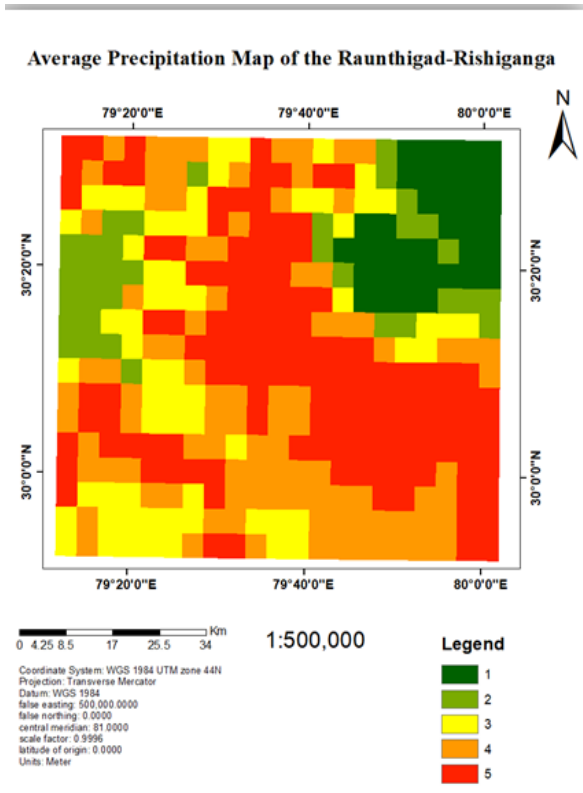 Average Precipitation Map of the Raunthigad-Rishiganga
N
79°20'0"E 79°40'0"E 80°0'0"E
30°20'0"N 30°20'0"N
30°0'0"N 30°0'0"N
79°20'0"E 79°40'0"E 80°0'0"E
Km
0 4.25 8.5 17 25.5 34
1:500,000
Coordinate System: WGS 1984 UTM zone 44N
Projection: Transverse Mercator
Datum: WGS 1984
false easting: 500,000.0000
false northing: 0.0000
central meridian: 81.0000
scale factor: 0.9996
latitude of origin: 0.0000
Units: Meter
Legend
1
2
3
4
5